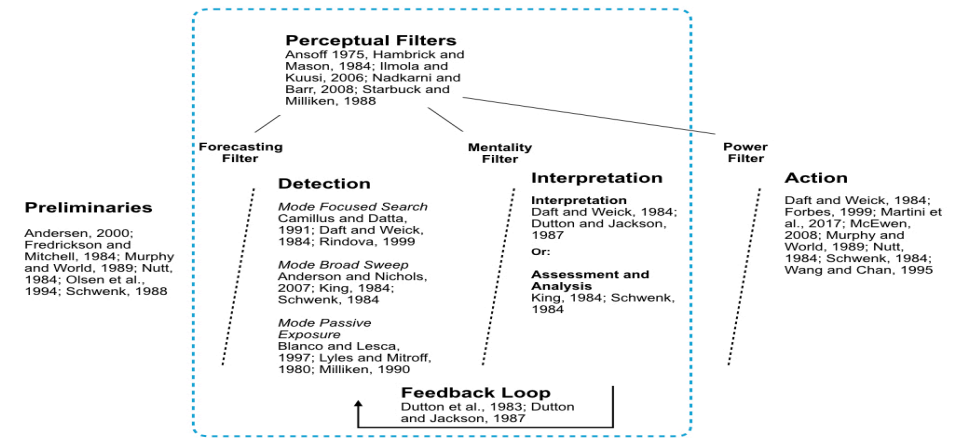 Perceptual Filters
Ansoff 1975, Hambrick and
Mason, 1984; Ilmola and
Kuusi, 2006; Nadkarni and
Barr, 2008; Starbuck and
Milliken, 1988
Forecasting
Filter
Mentality
Filter
Power
Filter
Preliminaries
Andersen, 2000;
Fredrickson and
Mitchell, 1984; Murphy
and World, 1989; Nutt,
1984; Olsen et al.,
1994; Schwenk, 1988
Detection
Mode Focused Search
Camillus and Datta,
1991; Daft and Weick,
1984; Rindova, 1999
Mode Broad Sweep
Anderson and Nichols,
2007; King, 1984;
Schwenk, 1984
Mode Passive
Exposure
Blanco and Lesca,
1997; Lyles and Mitroff,
1980; Milliken, 1990
Interpretation
Interpretation
Daft and Weick, 1984;
Dutton and Jackson,
1987
Or:
Assessment and
Analysis
King, 1984; Schwenk,
1984
Action
Daft and Weick, 1984;
Forbes, 1999; Martini et
al., 2017; McEwen,
2008; Murphy and
World, 1989; Nutt,
1984; Schwenk, 1984;
Wang and Chan, 1995
Feedback Loop
Dutton et al., 1983; Dutton
and Jackson, 1987